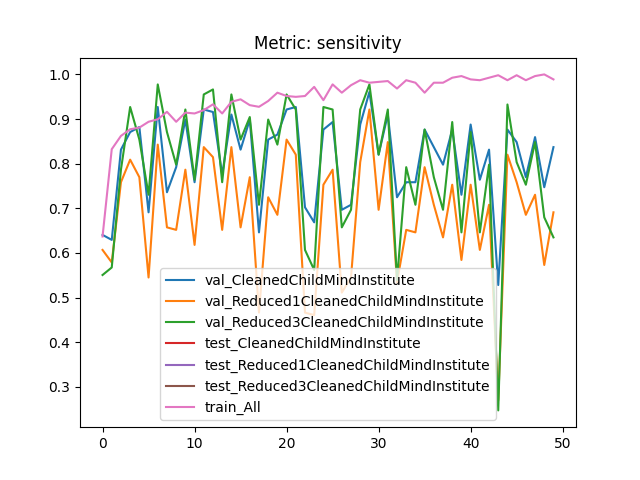 Metric: sensitivity
1.0
0.9
0.8
0.7
0.6
0.5
0.4
0.3
val_CleanedChildMindInstitute
val_Reduced1CleanedChildMindInstitute
val_Reduced3CleanedChildMindInstitute
test_CleanedChildMindInstitute
test_Reduced1CleanedChildMindInstitute
test_Reduced3CleanedChildMindInstitute
train_All
0 10 20 30 40 50